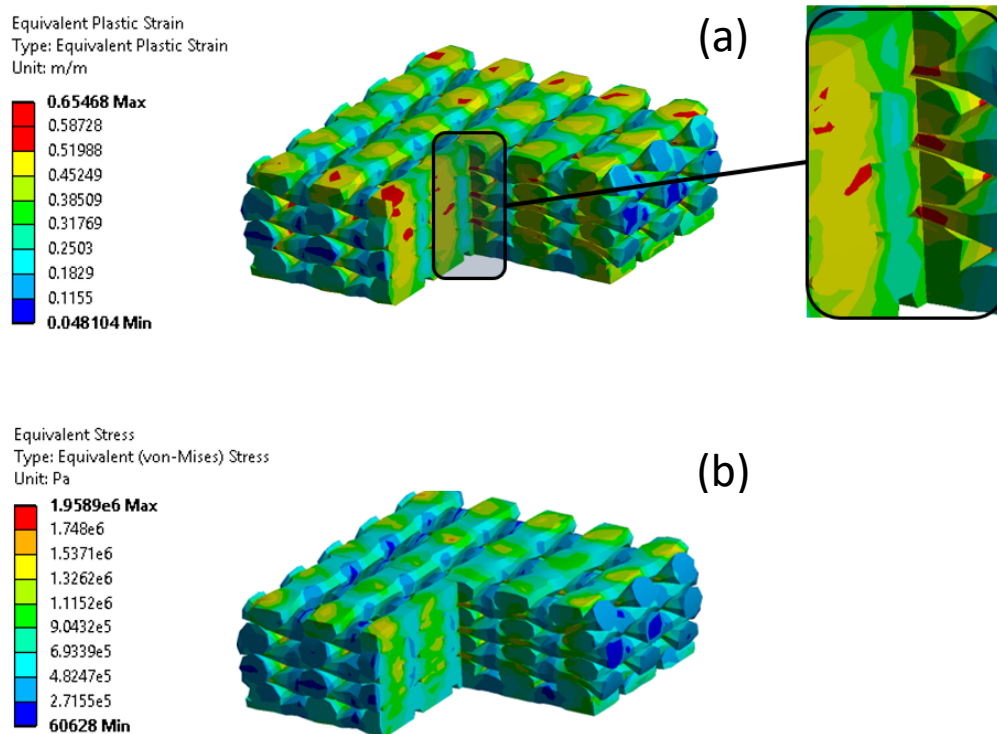 Equivalent Plastic Strain
Type: Equivalent Plastic Strain
Unit: m/m
(a)
0.65468 Max
0.58728
0.51988
0.45249
0.38509
0.31769
0.2503
0.1829
0.1155
0.048104 Min
Equivalent Stress
Type: Equivalent (von-Mises) Stress
Unit: Pa
(b)
1.9589e6 Max
1.748e6
1.5371e6
1.3262e6
1.1152e6
9.0432e5
6.9339e5
4.8247e5
2.7155e5
60628 Min